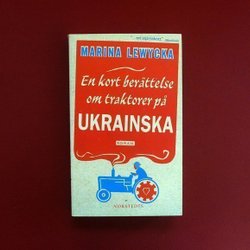 MARINA LEWYCKA
En kort berättelse
om traktorer på
UKRAINSKA
ROMAN
NORSTEDTS